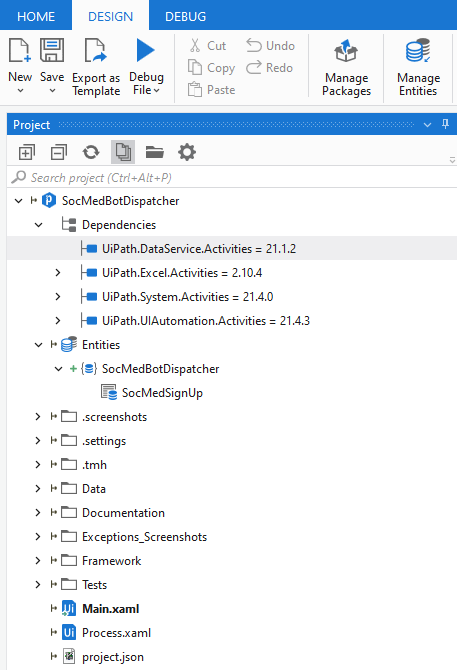 HOME DESIGN DEBUG
New Save Export as Template Debug File Cut Copy Paste Undo Redo Manage Packages Manage Entities
Project
Search project (Ctrl+Alt+P)
SocMedBotDispatcher
Dependencies
UiPath.DataService.Activities = 21.1.2
UiPath.Excel.Activities = 2.10.4
UiPath.System.Activities = 21.4.0
UiPath.UIAutomation.Activities = 21.4.3
Entities
SocMedBotDispatcher
SocMedSignUp
.screenshots
.settings
.tmh
Data
Documentation
Exceptions_Screenshots
Framework
Tests
Ui Main.xaml
Ui Process.xaml
project.json